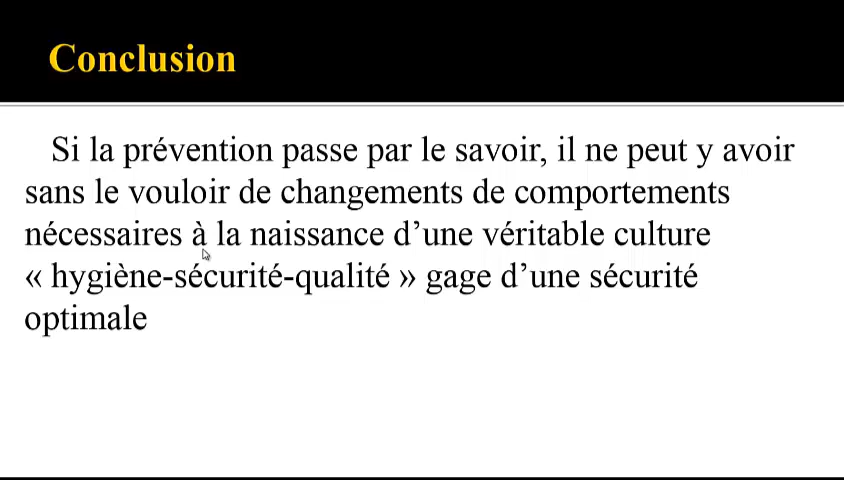 Conclusion
Si la prévention passe par le savoir, il ne peut y avoir
sans le vouloir de changements de comportements
nécessaires à la naissance d’une véritable culture
« hygiène-sécurité-qualité » gage d’une sécurité
optimale